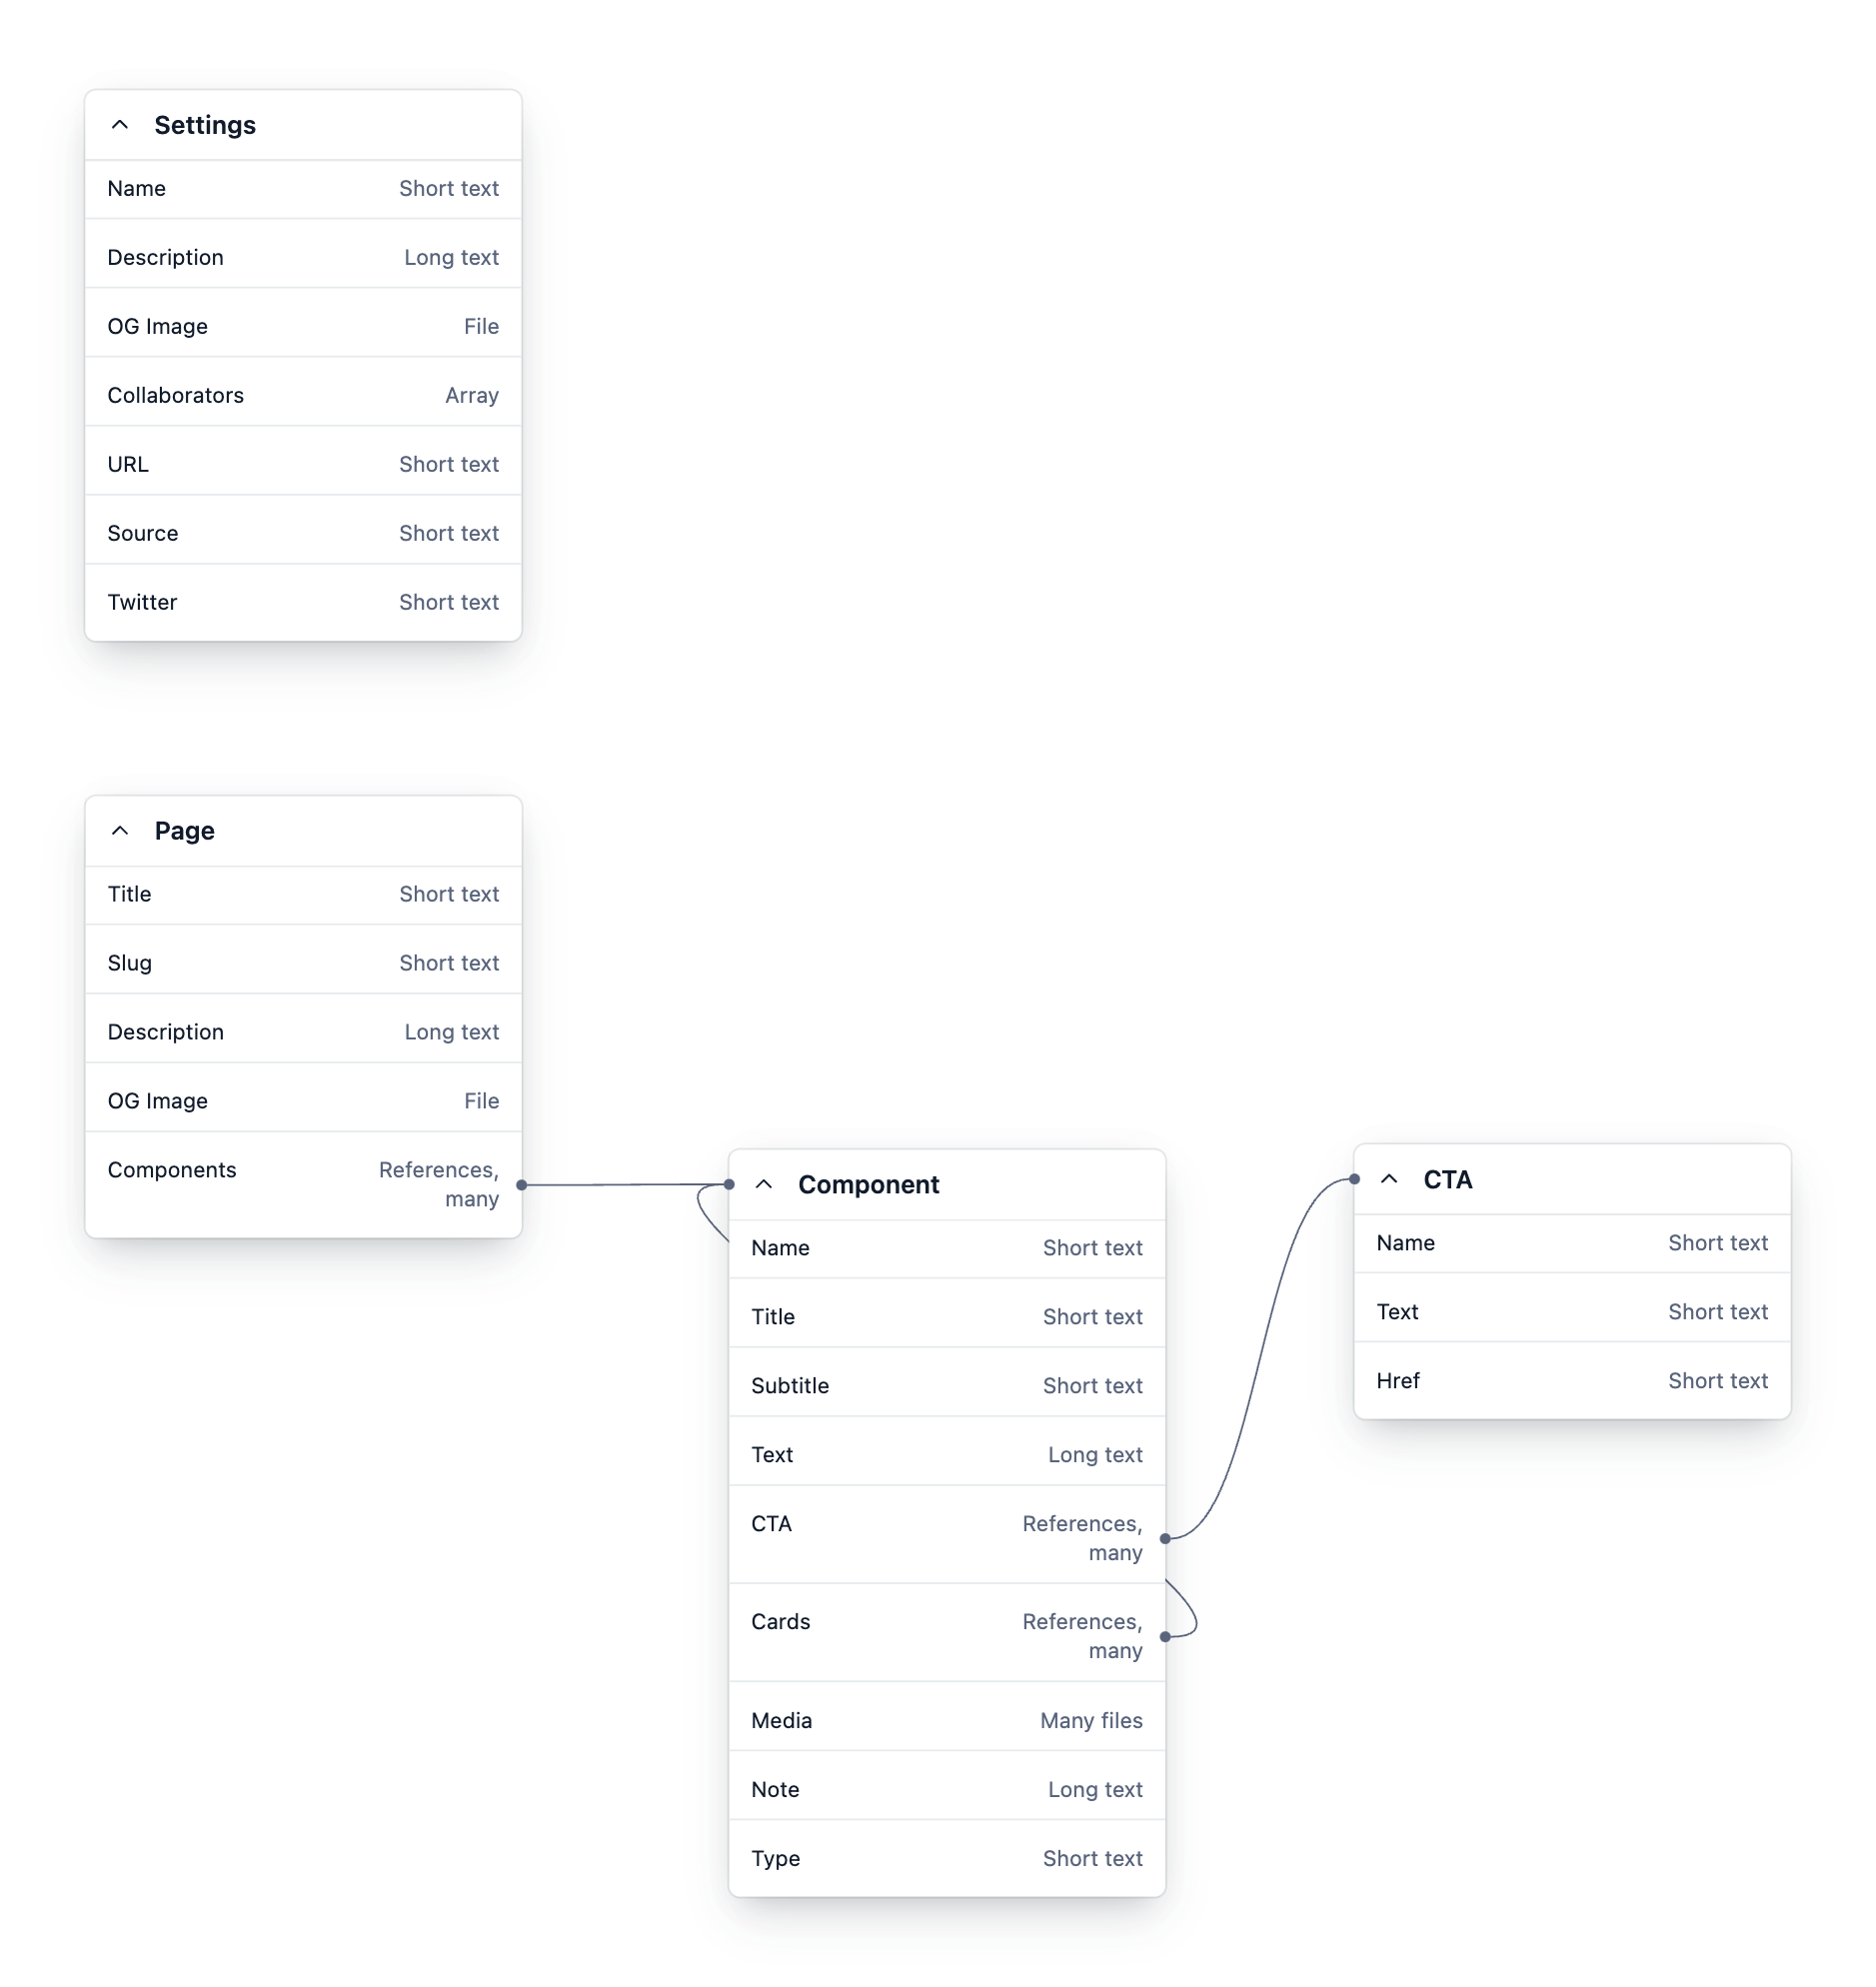 Settings
Name Short text
Description Long text
OG Image File
Collaborators Array
URL Short text
Source Short text
Twitter Short text
Page
Title Short text
Slug Short text
Description Long text
OG Image File
Components References,
many
Component
Name Short text
Title Short text
Subtitle Short text
Text Long text
CTA References,
many
Cards References,
many
Media Many files
Note Long text
Type Short text
CTA
Name Short text
Text Short text
Href Short text